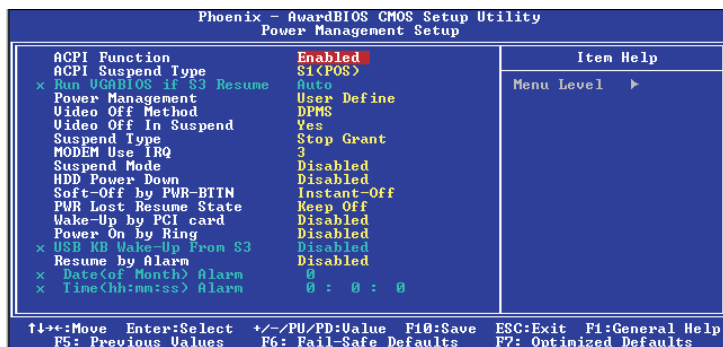 Phoenix - AwardBIOS CMOS Setup Utility
Power Management Setup
ACPI Function Enabled
ACPI Suspend Type S1(POS)
x Run VGABIOS if S3 Resume Auto
Power Management User Define
Video Off Method DPMS
Video Off In Suspend Yes
Suspend Type Stop Grant
MODEM Use IRQ 3
Suspend Mode Disabled
HDD Power Down Disabled
Soft-Off by PWR-BTTN Instant-Off
PWR Lost Resume State Keep Off
Wake-Up by PCI card Disabled
Power On by Ring Disabled
x USB KB Wake-Up From S3 Disabled
Resume by Alarm Disabled
x Date(of Month) Alarm 0
x Time(hh:mm:ss) Alarm 0 : 0 : 0
Item Help
Menu Level ▸
↑↓→←:Move Enter:Select +/-/PU/PD:Value F10:Save ESC:Exit F1:General Help
F5: Previous Values F6: Fail-Safe Defaults F7: Optimized Defaults